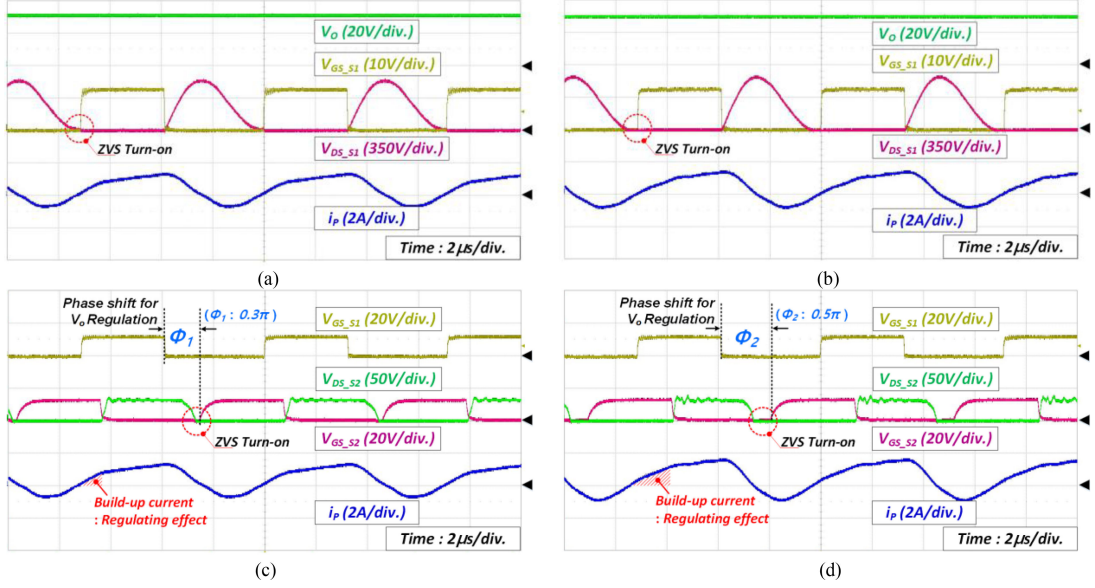 V_O (20V/div.)
V_GS_S1 (10V/div.)
ZVS Turn-on
V_DS_S1 (350V/div.)
i_P (2A/div.)
Time : 2µs/div.
(a)
V_O (20V/div.)
V_GS_S1 (10V/div.)
ZVS Turn-on
V_DS_S1 (350V/div.)
i_P (2A/div.)
Time : 2µs/div.
(b)
Phase shift for
V_o Regulation
(Φ_1 : 0.3π)
Φ_1
V_GS_S1 (20V/div.)
V_DS_S2 (50V/div.)
ZVS Turn-on
V_GS_S2 (20V/div.)
Build-up current
: Regulating effect
i_P (2A/div.)
Time : 2µs/div.
(c)
Phase shift for
V_o Regulation
(Φ_2 : 0.5π)
Φ_2
V_GS_S1 (20V/div.)
V_DS_S2 (50V/div.)
ZVS Turn-on
V_GS_S2 (20V/div.)
Build-up current
: Regulating effect
i_P (2A/div.)
Time : 2µs/div.
(d)